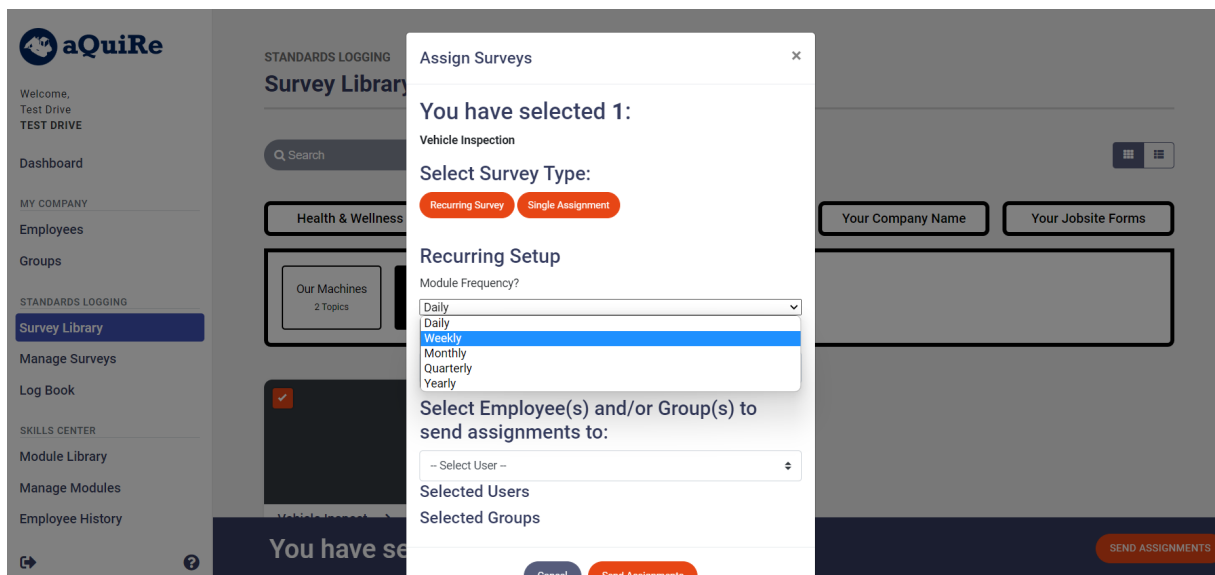 aQuiRe
Welcome,
Test Drive
TEST DRIVE
Dashboard
MY COMPANY
Employees
Groups
STANDARDS LOGGING
Survey Library
Manage Surveys
Log Book
SKILLS CENTER
Module Library
Manage Modules
Employee History
STANDARDS LOGGING
Survey Library
Search
Health & Wellness
Your Company Name
Your Jobsite Forms
Our Machines
2 Topics
You have se
SEND ASSIGNMENTS
Assign Surveys ×
You have selected 1:
Vehicle Inspection
Select Survey Type:
Recurring Survey Single Assignment
Recurring Setup
Module Frequency?
Daily
Daily
Weekly
Monthly
Quarterly
Yearly
Select Employee(s) and/or Group(s) to
send assignments to:
-- Select User --
Selected Users
Selected Groups
Cancel Send Assignments